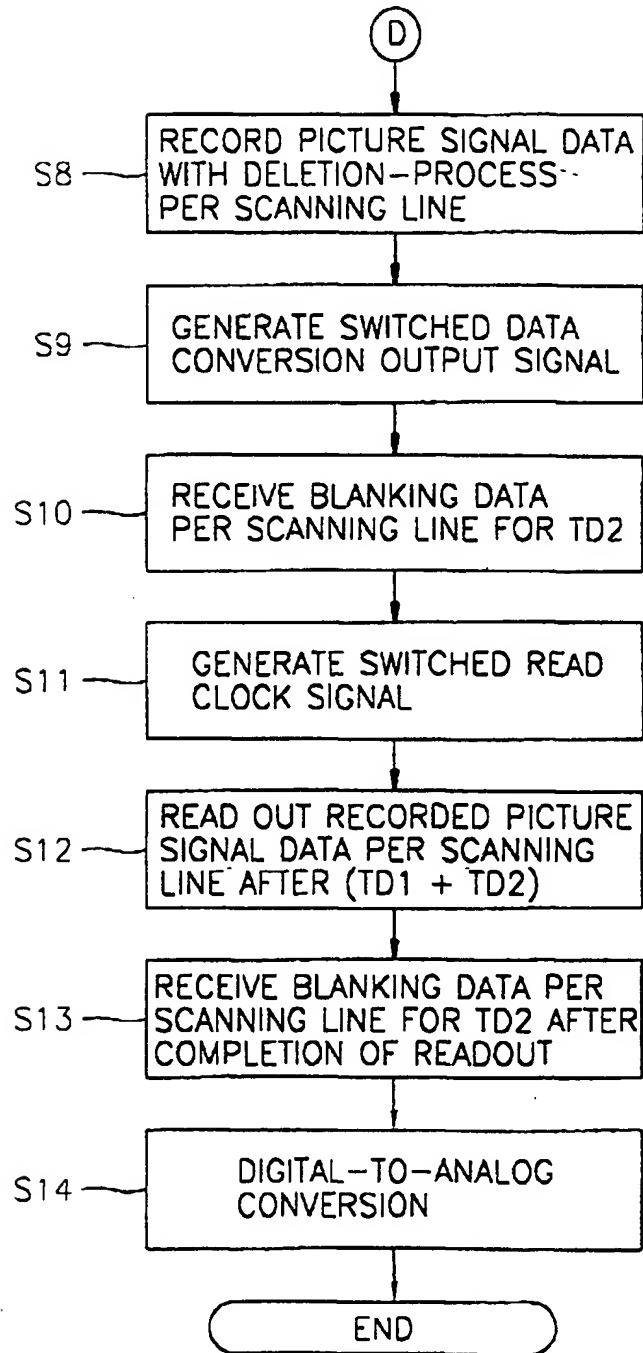 D
S8
RECORD PICTURE SIGNAL DATA
WITH DELETION-PROCESS
PER SCANNING LINE
S9
GENERATE SWITCHED DATA
CONVERSION OUTPUT SIGNAL
S10
RECEIVE BLANKING DATA
PER SCANNING LINE FOR TD2
S11
GENERATE SWITCHED READ
CLOCK SIGNAL
S12
READ OUT RECORDED PICTURE
SIGNAL DATA PER SCANNING
LINE AFTER (TD1 + TD2)
S13
RECEIVE BLANKING DATA PER
SCANNING LINE FOR TD2 AFTER
COMPLETION OF READOUT
S14
DIGITAL-TO-ANALOG
CONVERSION
END